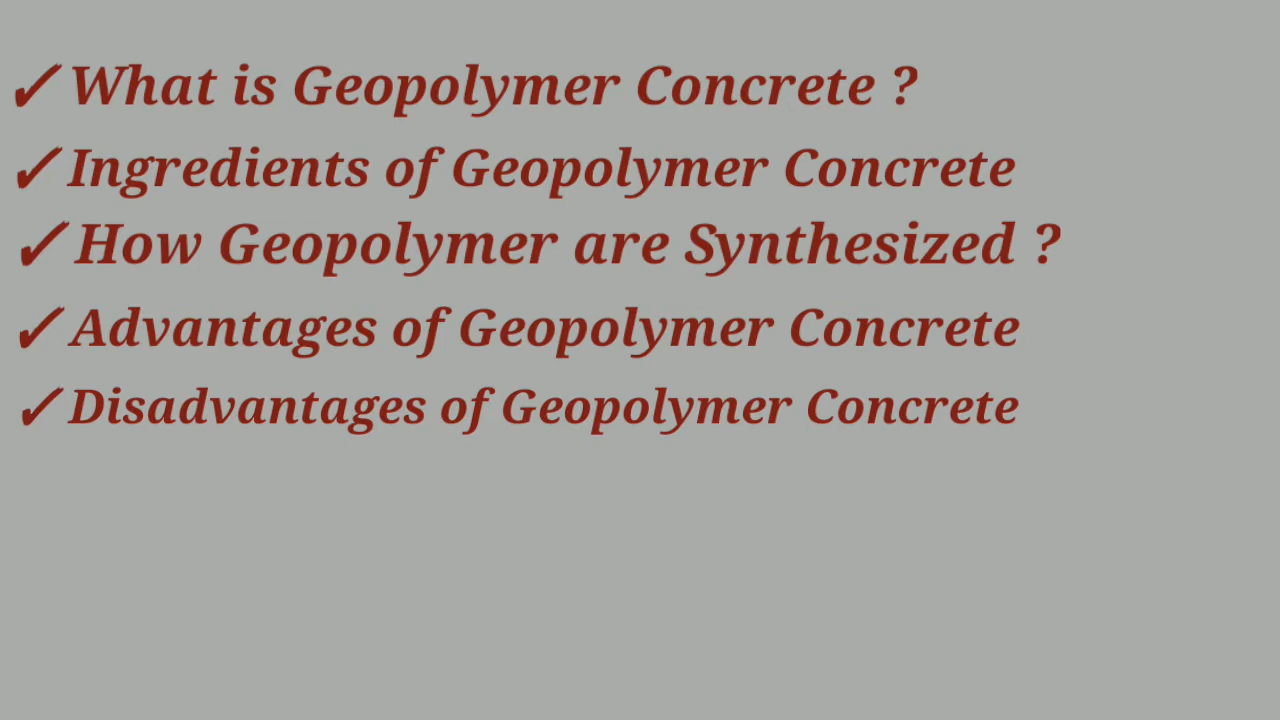 ✓What is Geopolymer Concrete ?
✓Ingredients of Geopolymer Concrete
✓How Geopolymer are Synthesized ?
✓Advantages of Geopolymer Concrete
✓Disadvantages of Geopolymer Concrete